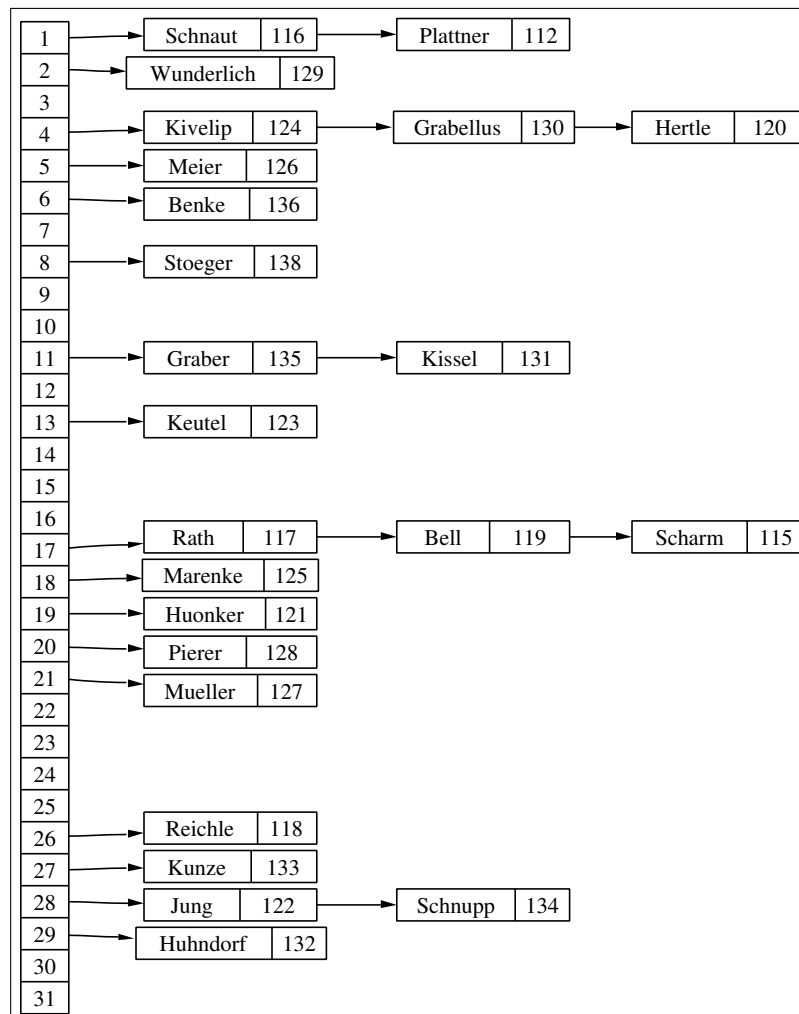 1 Schnaut 116 Plattner 112
2 Wunderlich 129
3
4 Kivelip 124 Grabellus 130 Hertle 120
5 Meier 126
6 Benke 136
7
8 Stoeger 138
9
10
11 Graber 135 Kissel 131
12
13 Keutel 123
14
15
16
17 Rath 117 Bell 119 Scharm 115
18 Marenke 125
19 Huonker 121
20 Pierer 128
21 Mueller 127
22
23
24
25
26 Reichle 118
27 Kunze 133
28 Jung 122 Schnupp 134
29 Huhndorf 132
30
31